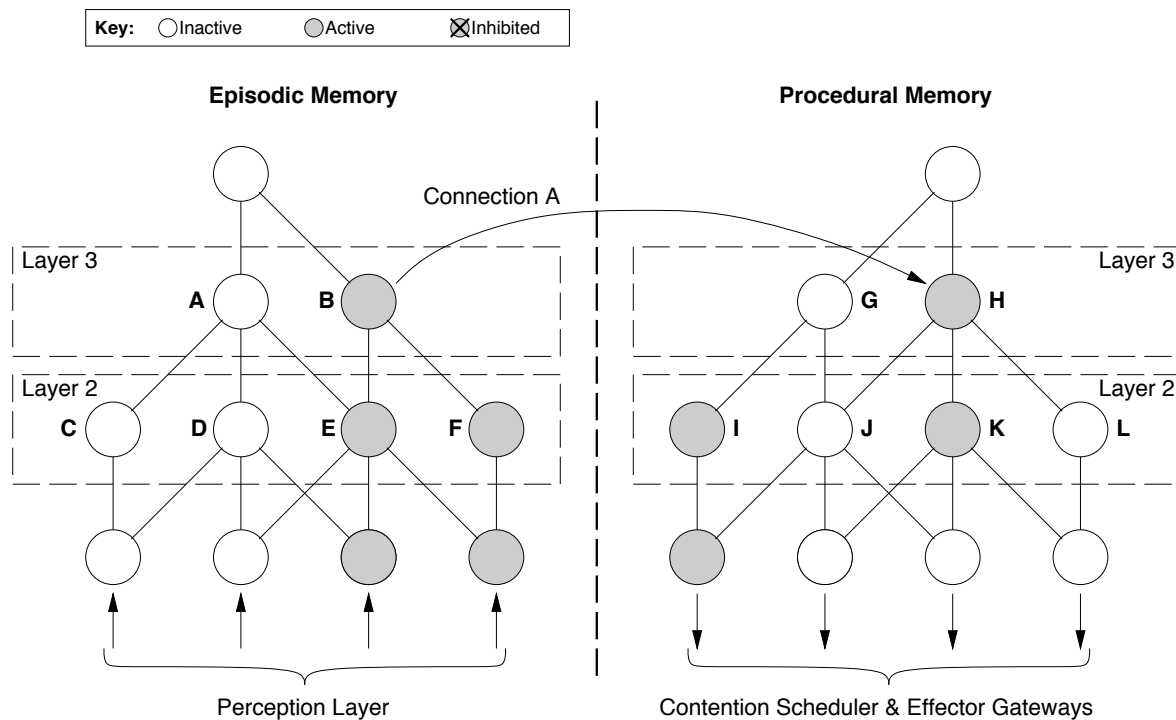 Key: Inactive Active Inhibited
Episodic Memory Procedural Memory
Connection A
Layer 3 Layer 3
A B G H
Layer 2 Layer 2
C D E F I J K L
Perception Layer Contention Scheduler & Effector Gateways